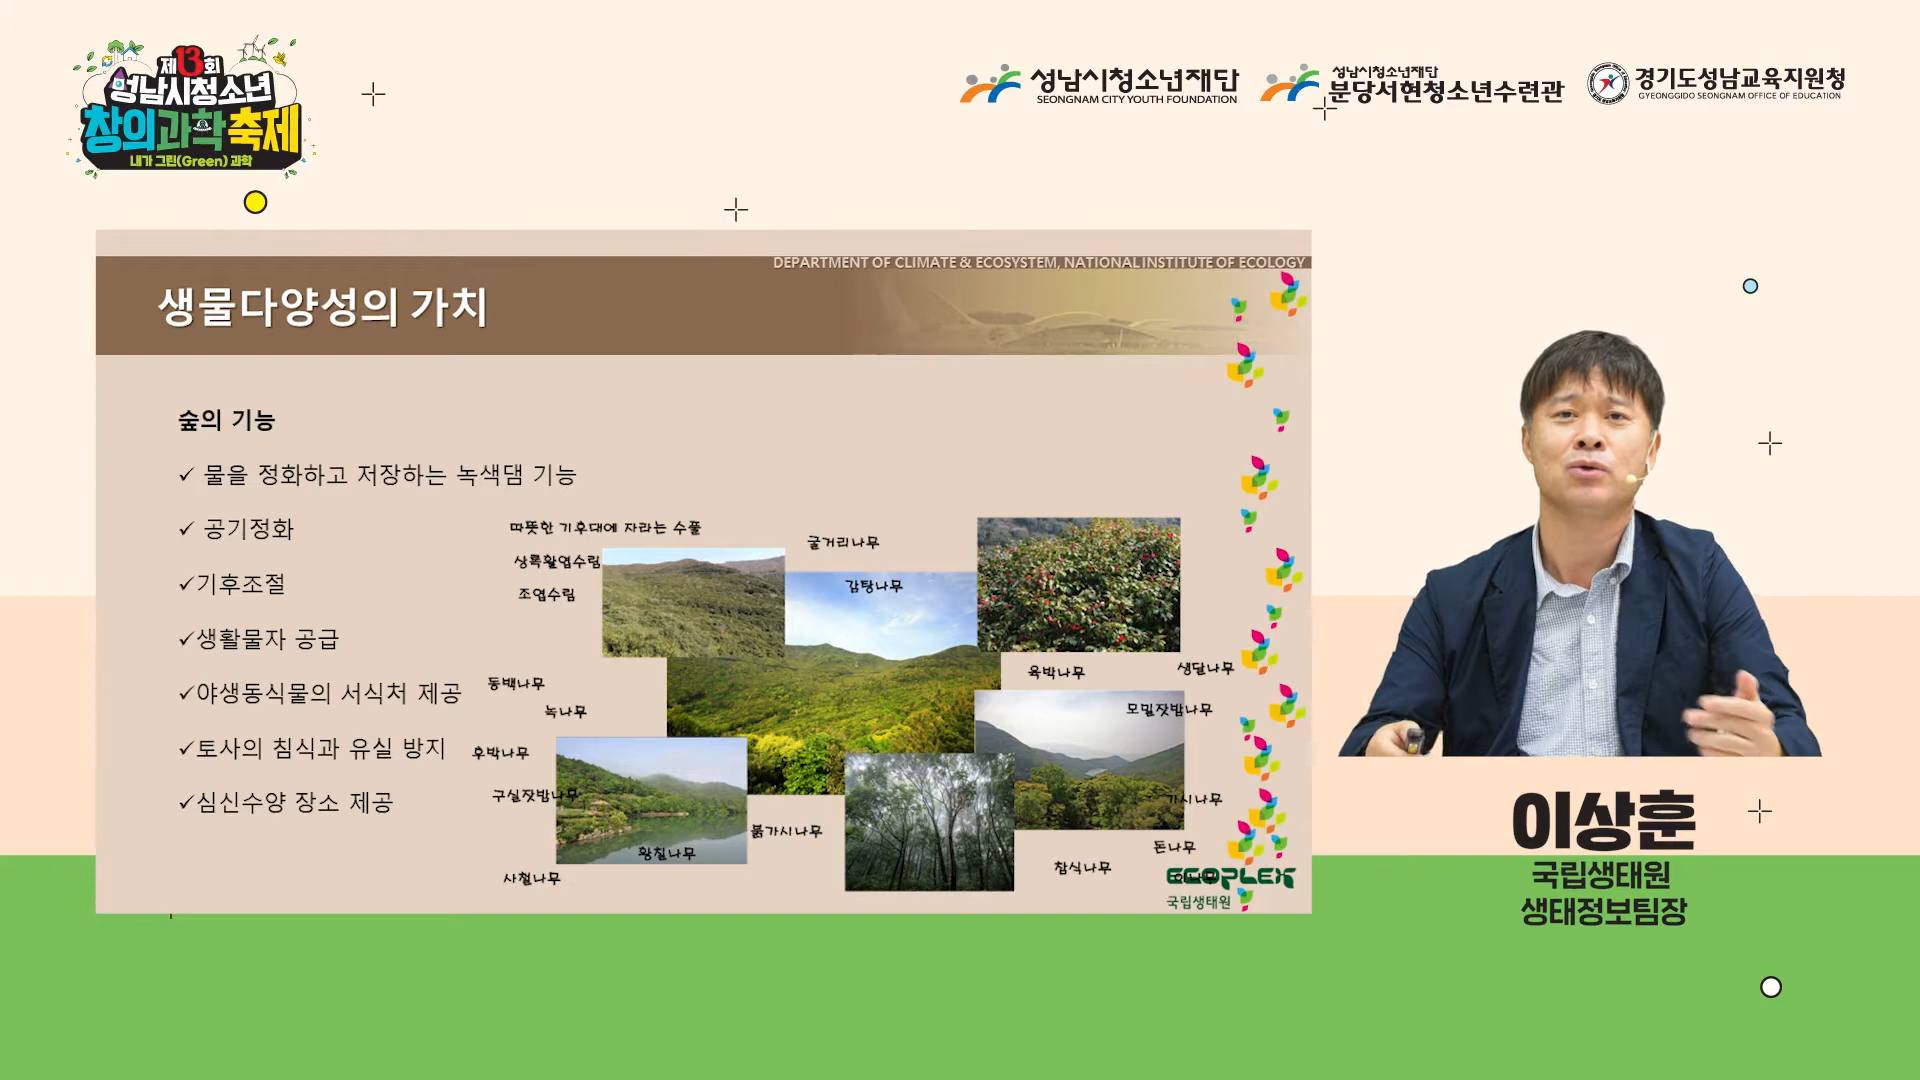 제13회
성남시청소년
창의과학축제
내가 그린(Green) 과학
성남시청소년재단
SEONGNAM CITY YOUTH FOUNDATION
성남시청소년재단
분당서현청소년수련관
경기도성남교육지원청
GYEONGGIDO SEONGNAM OFFICE OF EDUCATION
DEPARTMENT OF CLIMATE & ECOSYSTEM, NATIONAL INSTITUTE OF ECOLOGY
생물다양성의 가치
숲의 기능
✓ 물을 정화하고 저장하는 녹색댐 기능
✓ 공기정화
✓기후조절
✓생활물자 공급
✓야생동식물의 서식처 제공
✓토사의 침식과 유실 방지
✓심신수양 장소 제공
따뜻한 기후대에 자라는 수풀
상록활엽수림
조엽수림
굴거리나무
감탕나무
육박나무
생달나무
동백나무
녹나무
모밀잣밤나무
후박나무
구실잣밤나무
가시나무
붉가시나무
황칠나무
돈나무
참식나무
사철나무
ECOPLEX
국립생태원
이상훈
국립생태원
생태정보팀장